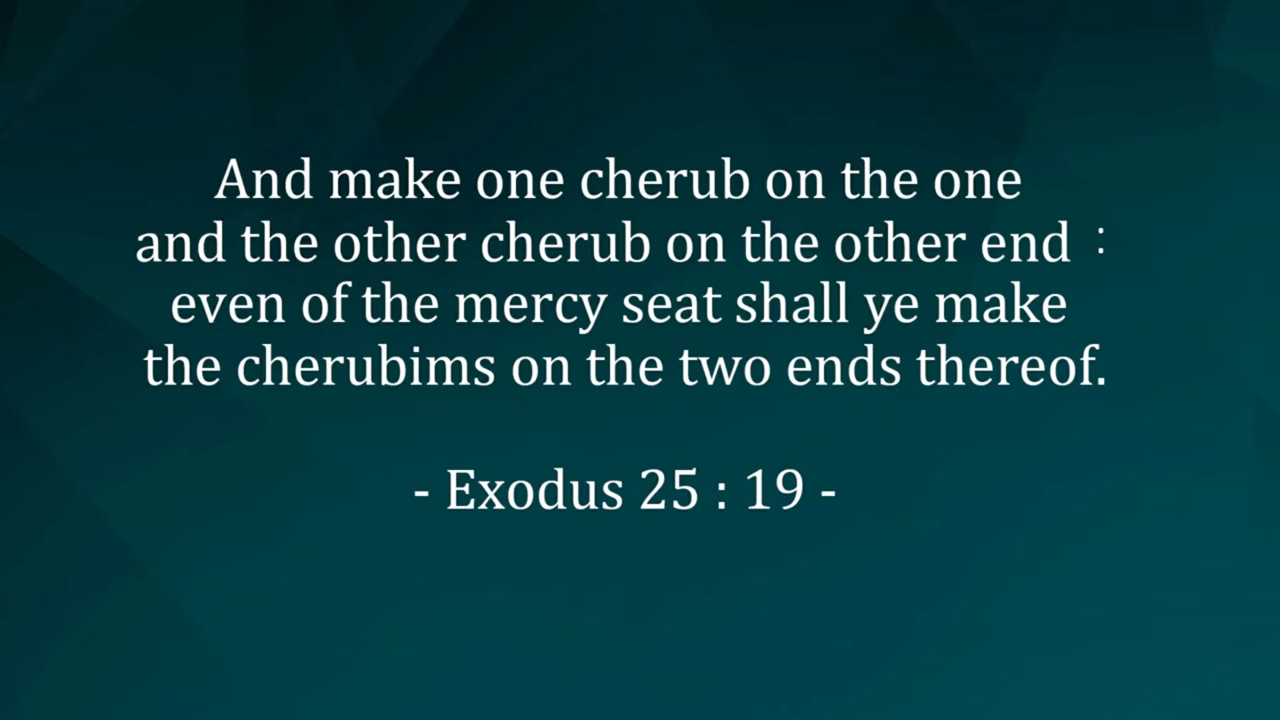 And make one cherub on the one
and the other cherub on the other end :
even of the mercy seat shall ye make
the cherubims on the two ends thereof.
- Exodus 25 : 19 -